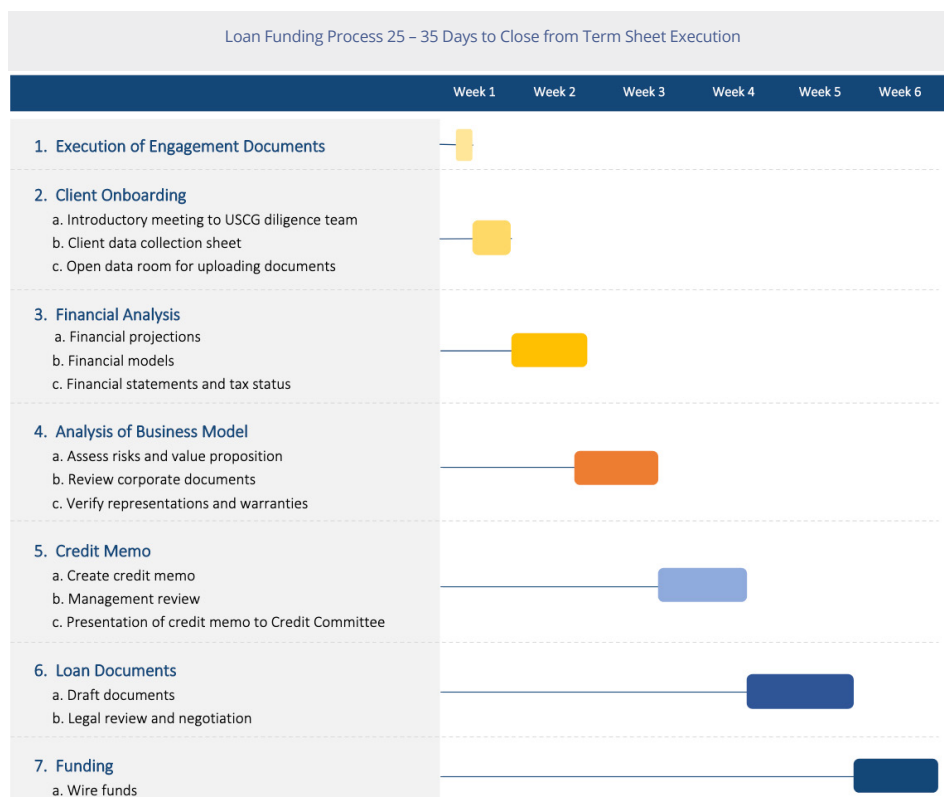 Loan Funding Process 25 – 35 Days to Close from Term Sheet Execution
Week 1 Week 2 Week 3 Week 4 Week 5 Week 6
1. Execution of Engagement Documents
2. Client Onboarding
a. Introductory meeting to USCG diligence team
b. Client data collection sheet
c. Open data room for uploading documents
3. Financial Analysis
a. Financial projections
b. Financial models
c. Financial statements and tax status
4. Analysis of Business Model
a. Assess risks and value proposition
b. Review corporate documents
c. Verify representations and warranties
5. Credit Memo
a. Create credit memo
b. Management review
c. Presentation of credit memo to Credit Committee
6. Loan Documents
a. Draft documents
b. Legal review and negotiation
7. Funding
a. Wire funds